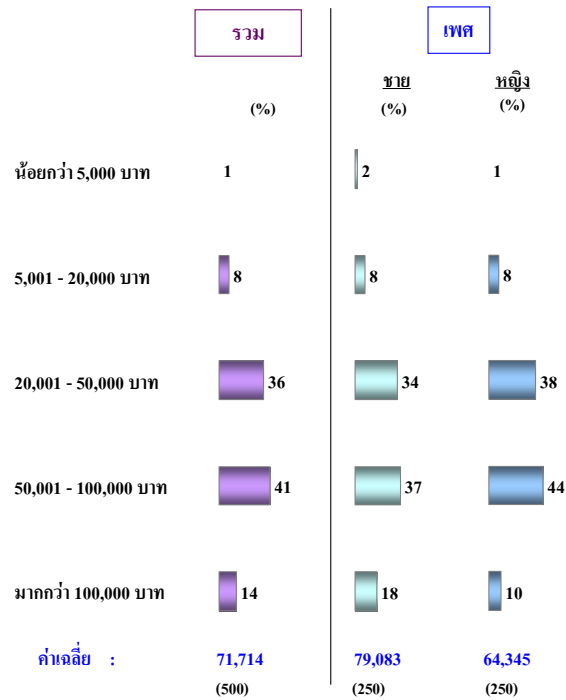 รวม เพศ
ชาย หญิง
(%) (%) (%)
น้อยกว่า 5,000 บาท 1 2 1
5,001 - 20,000 บาท 8 8 8
20,001 - 50,000 บาท 36 34 38
50,001 - 100,000 บาท 41 37 44
มากกว่า 100,000 บาท 14 18 10
ค่าเฉลี่ย : 71,714 79,083 64,345
(500) (250) (250)